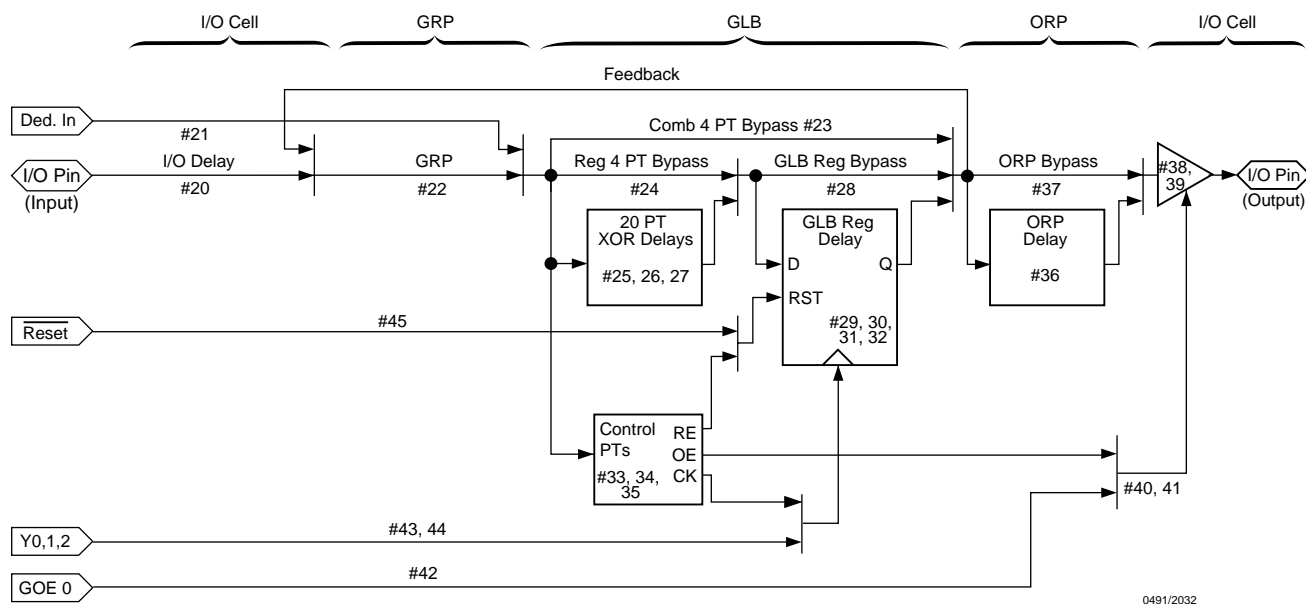 I/O Cell
GRP
GLB
ORP
I/O Cell
Feedback
Ded. In
#21
Comb 4 PT Bypass #23
I/O Pin
(Input)
I/O Delay
#20
GRP
#22
Reg 4 PT Bypass
#24
GLB Reg Bypass
#28
ORP Bypass
#37
#38,
39
I/O Pin
(Output)
20 PT
XOR Delays
#25, 26, 27
GLB Reg
Delay
D
Q
RST
#29, 30,
31, 32
ORP
Delay
#36
Reset
#45
Control
PTs
#33, 34,
35
RE
OE
CK
#40, 41
Y0,1,2
#43, 44
GOE 0
#42
0491/2032